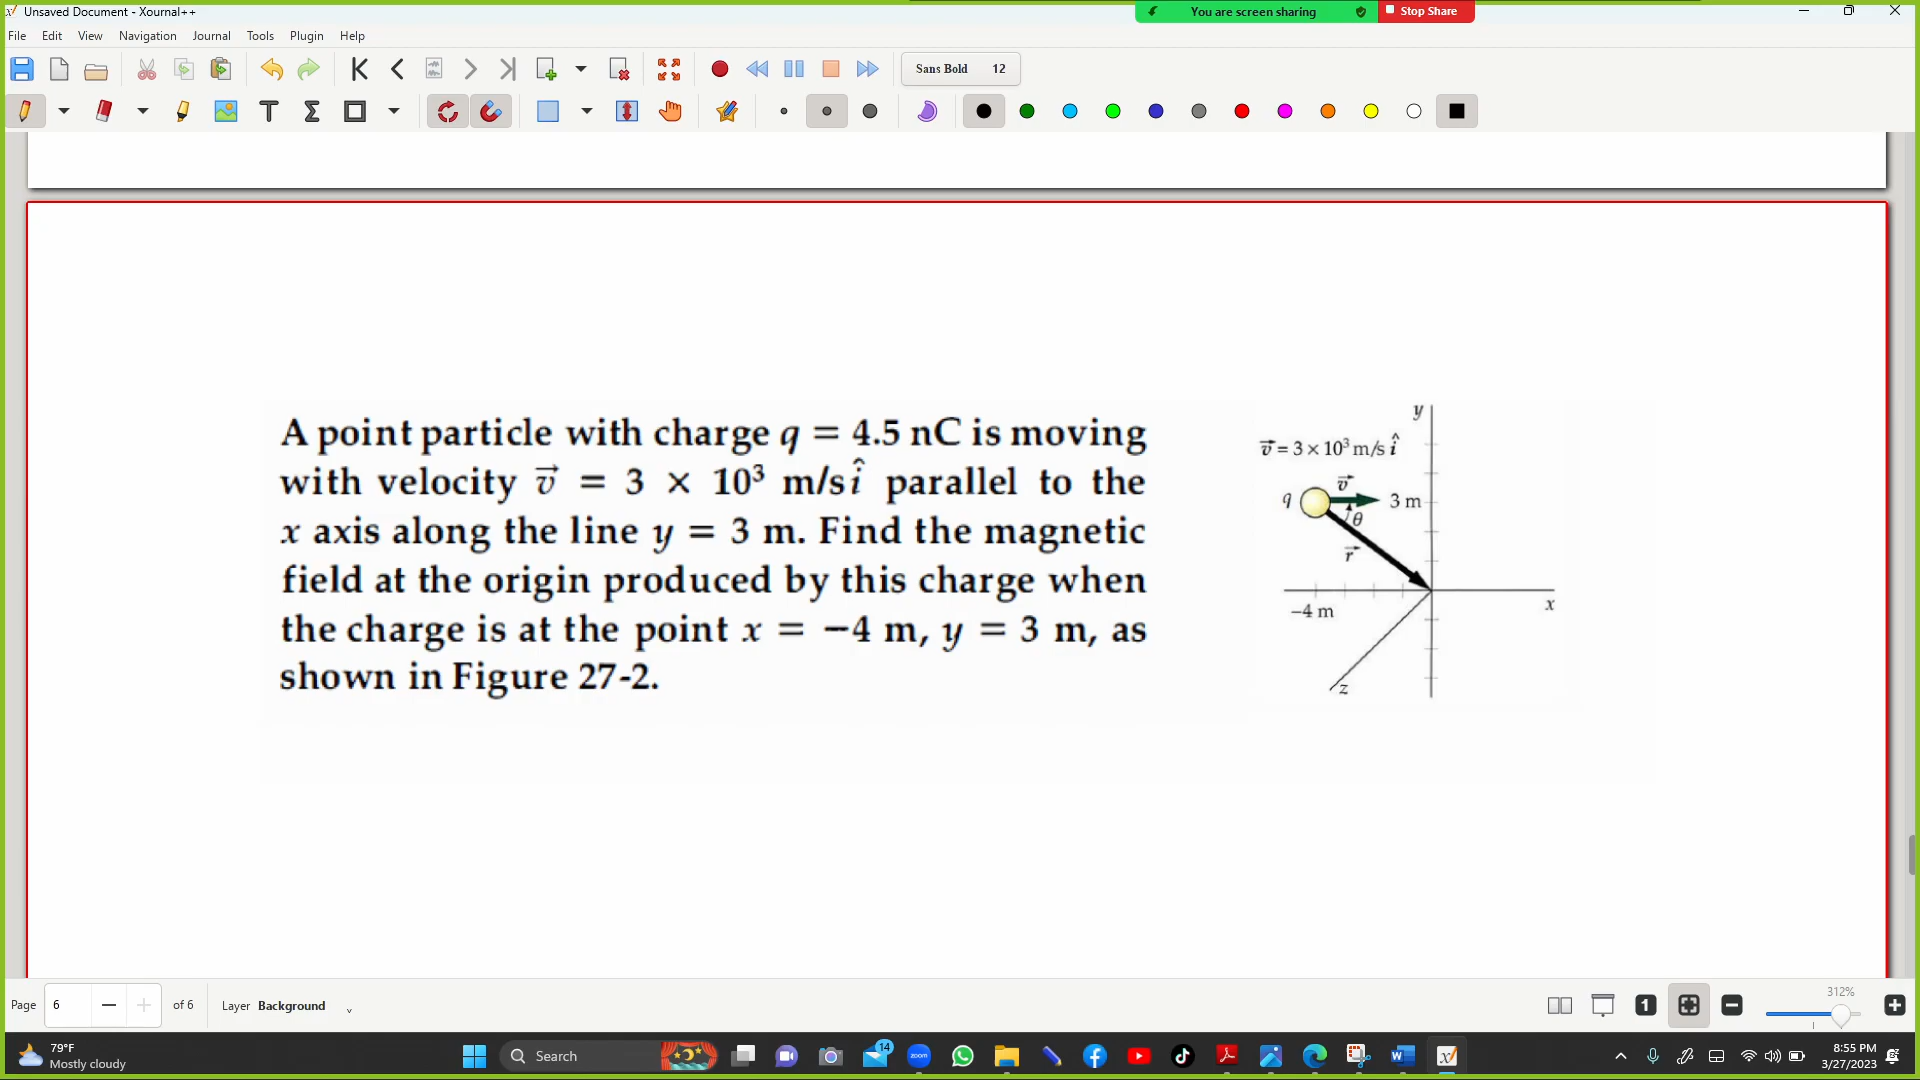 Unsaved Document - Xournal++
You are screen sharing
Stop Share
File Edit View Navigation Journal Tools Plugin Help
Sans Bold 12
A point particle with charge q = 4.5 nC is moving
with velocity v⃗ = 3 × 10³ m/s î parallel to the
x axis along the line y = 3 m. Find the magnetic
field at the origin produced by this charge when
the charge is at the point x = −4 m, y = 3 m, as
shown in Figure 27-2.
y
v⃗ = 3 × 10³ m/s î
v⃗
q
3 m
θ
r⃗
−4 m
x
z
Page 6 of 6 Layer Background
312%
1
79°F
Mostly cloudy
Search
14
zoom
8:55 PM
3/27/2023